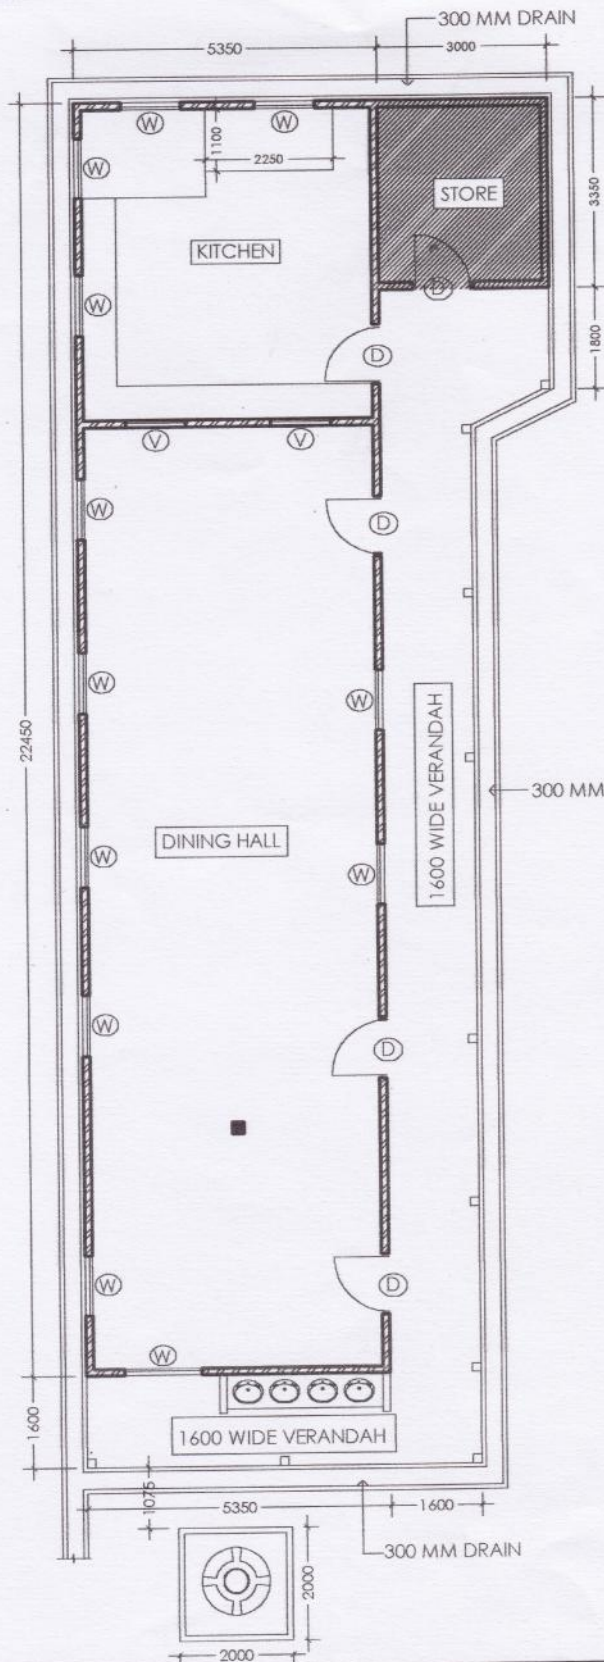 300 MM DRAIN
5350
3000
W
W
1100
2250
W
STORE
3350
KITCHEN
D
W
D
1800
V
V
W
D
W
W
22450
1600 WIDE VERANDAH
300 MM
DINING HALL
W
W
W
D
W
D
W
1600
1600 WIDE VERANDAH
1075
5350
1600
300 MM DRAIN
2000
2000